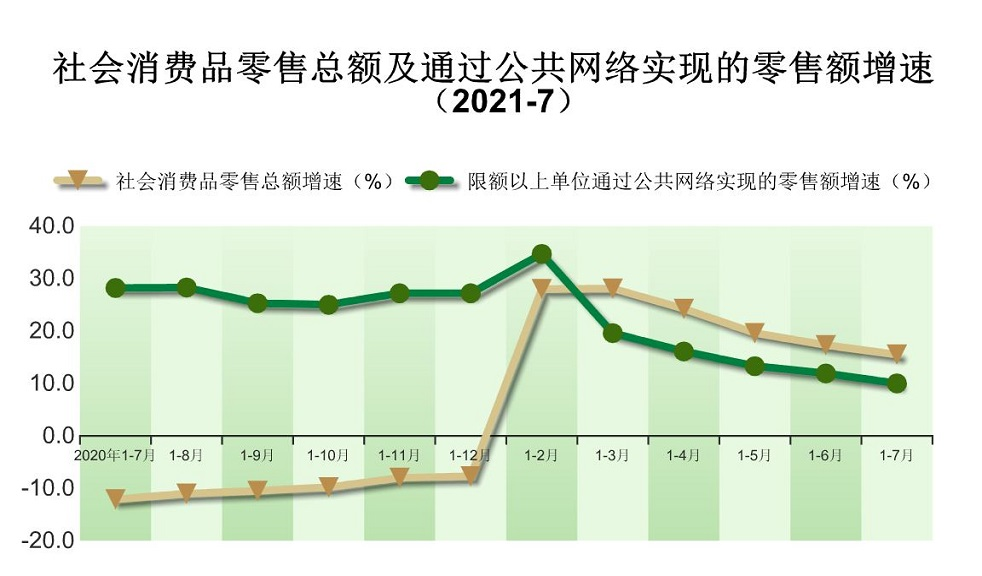 社会消费品零售总额及通过公共网络实现的零售额增速
（2021-7）
社会消费品零售总额增速（%）
限额以上单位通过公共网络实现的零售额增速（%）
40.0
30.0
20.0
10.0
0.0
-10.0
-20.0
2020年1-7月
1-8月
1-9月
1-10月
1-11月
1-12月
1-2月
1-3月
1-4月
1-5月
1-6月
1-7月